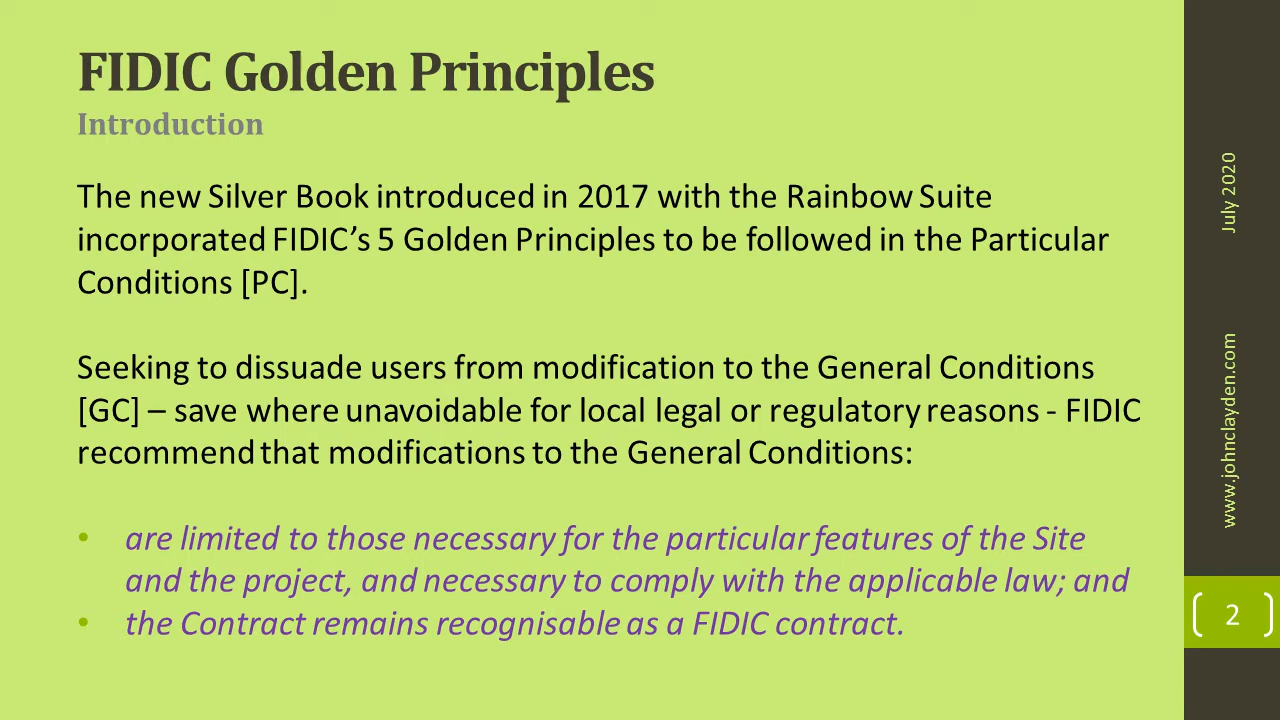 FIDIC Golden Principles
Introduction
The new Silver Book introduced in 2017 with the Rainbow Suite
incorporated FIDIC’s 5 Golden Principles to be followed in the Particular
Conditions [PC].
Seeking to dissuade users from modification to the General Conditions
[GC] – save where unavoidable for local legal or regulatory reasons - FIDIC
recommend that modifications to the General Conditions:
• are limited to those necessary for the particular features of the Site
and the project, and necessary to comply with the applicable law; and
• the Contract remains recognisable as a FIDIC contract.
July 2020
www.johnclayden.com
2